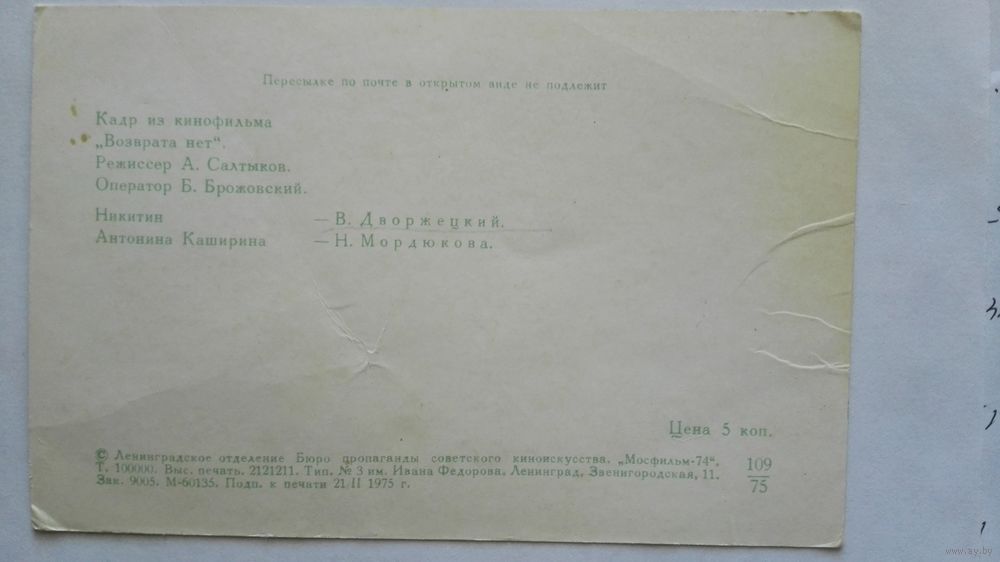 Пересылке по почте в открытом виде не подлежит
Кадр из кинофильма
„Возврата нет“.
Режиссер А. Салтыков.
Оператор Б. Брожовский.
Никитин — В. Дворжецкий.
Антонина Каширина — Н. Мордюкова.
Цена 5 коп.
© Ленинградское отделение Бюро пропаганды советского киноискусства. „Мосфильм-74“.
Т. 100000. Выс. печать. 2121211. Тип. № 3 им. Ивана Федорова. Ленинград, Звенигородская, 11.
Зак. 9005. М-60135. Подп. к печати 21/II 1975 г.
109
75
www.ay.by